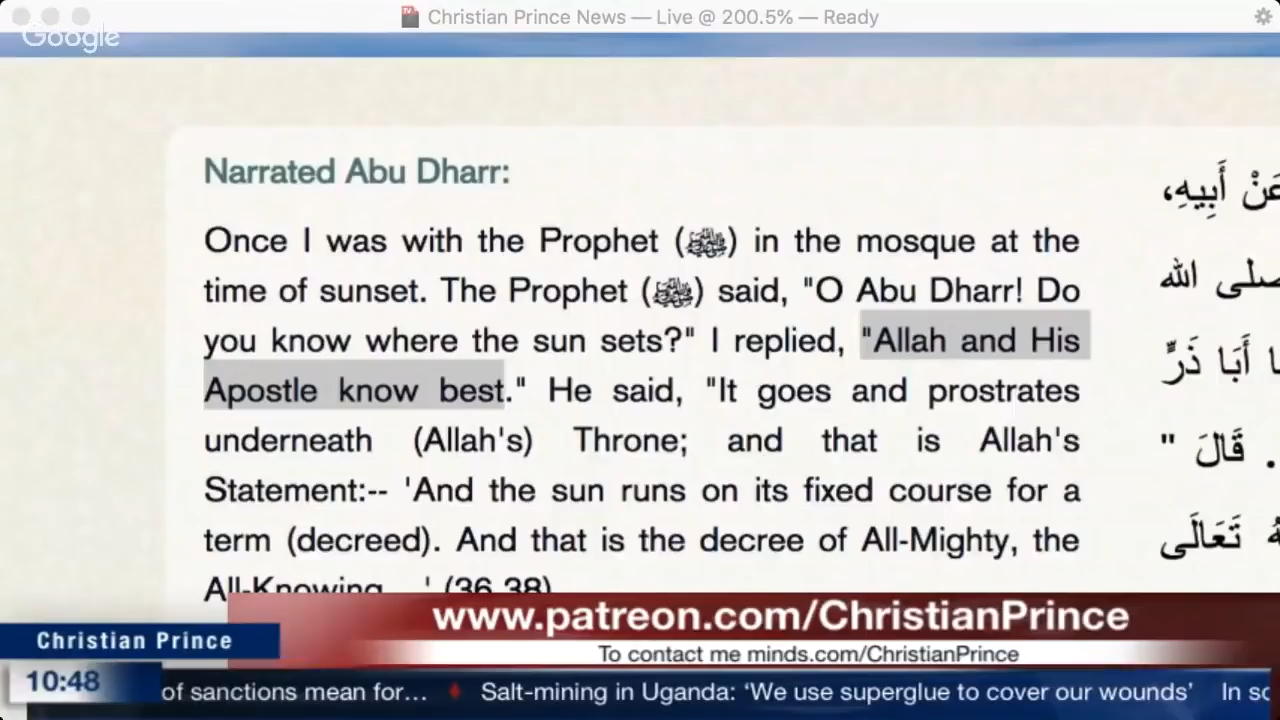 Christian Prince News — Live @ 200.5% — Ready
Google
Narrated Abu Dharr:
Once I was with the Prophet (ﷺ) in the mosque at the
time of sunset. The Prophet (ﷺ) said, "O Abu Dharr! Do
you know where the sun sets?" I replied, "Allah and His
Apostle know best." He said, "It goes and prostrates
underneath (Allah's) Throne; and that is Allah's
Statement:-- 'And the sun runs on its fixed course for a
term (decreed). And that is the decree of All-Mighty, the
All-Knowing....' (36.38)
عَنْ أَبِيهِ،
صلى الله
أَبَا ذَرٍّ
. قَالَ "
تَعَالَى
www.patreon.com/ChristianPrince
To contact me minds.com/ChristianPrince
Christian Prince
10:48
of sanctions mean for... ♦ Salt-mining in Uganda: ‘We use superglue to cover our wounds’ In